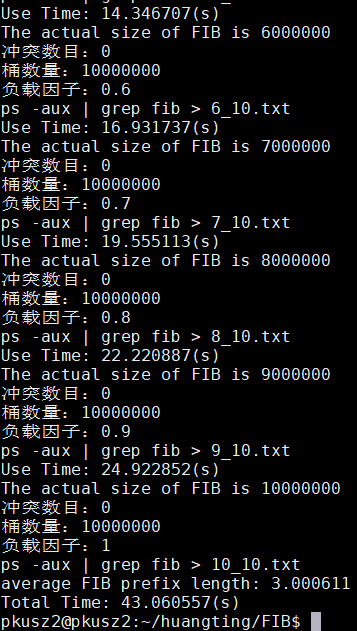 Use Time: 14.346707(s)
The actual size of FIB is 6000000
冲突数目：0
桶数量：10000000
负载因子：0.6
ps -aux | grep fib > 6_10.txt
Use Time: 16.931737(s)
The actual size of FIB is 7000000
冲突数目：0
桶数量：10000000
负载因子：0.7
ps -aux | grep fib > 7_10.txt
Use Time: 19.555113(s)
The actual size of FIB is 8000000
冲突数目：0
桶数量：10000000
负载因子：0.8
ps -aux | grep fib > 8_10.txt
Use Time: 22.220887(s)
The actual size of FIB is 9000000
冲突数目：0
桶数量：10000000
负载因子：0.9
ps -aux | grep fib > 9_10.txt
Use Time: 24.922852(s)
The actual size of FIB is 10000000
冲突数目：0
桶数量：10000000
负载因子：1
ps -aux | grep fib > 10_10.txt
average FIB prefix length: 3.000611
Total Time: 43.060557(s)
pkusz2@pkusz2:~/huangting/FIB$